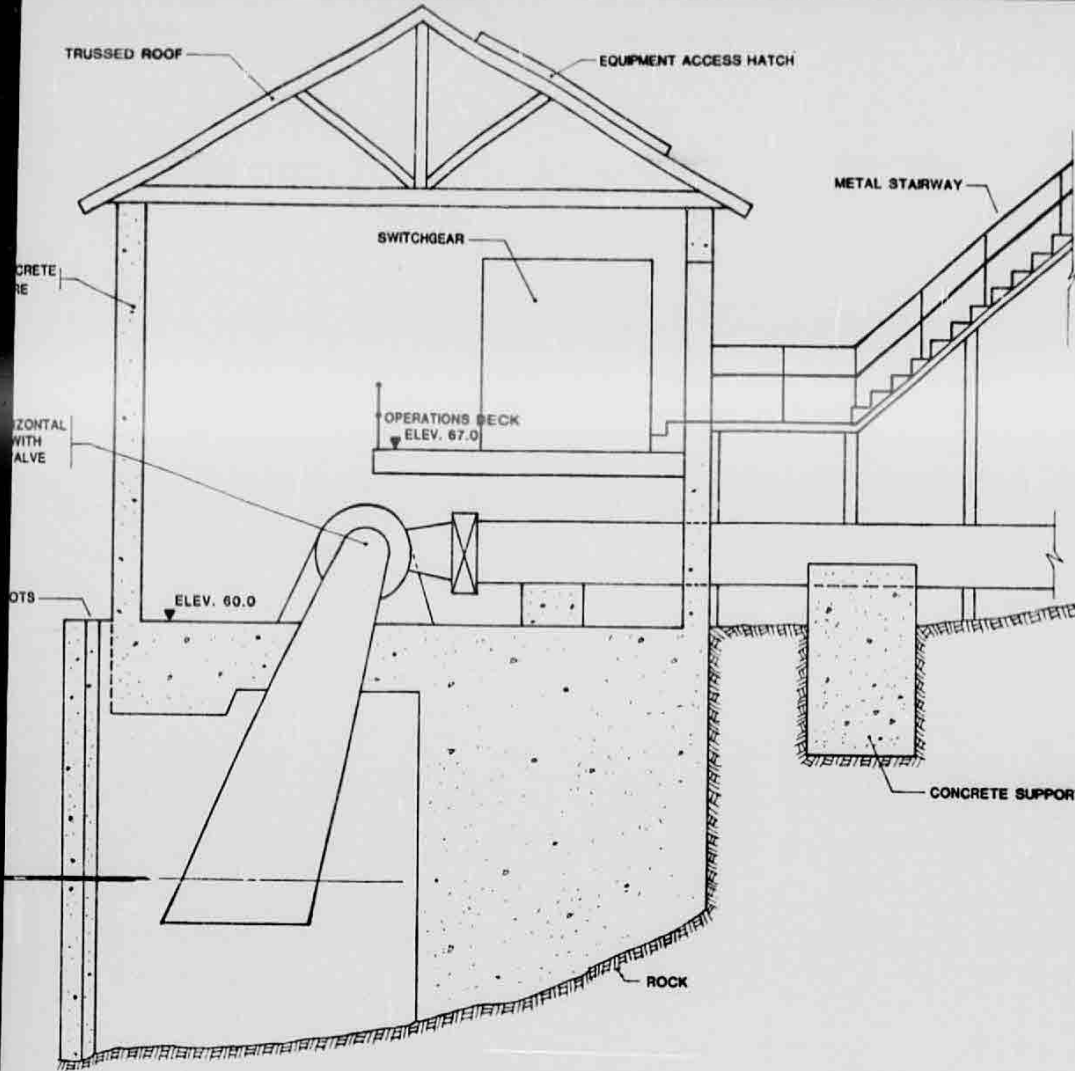 TRUSSED ROOF
EQUIPMENT ACCESS HATCH
METAL STAIRWAY
SWITCHGEAR
CRETE
RE
OPERATIONS DECK
ELEV. 67.0
IZONTAL
WITH
ALVE
OTS
ELEV. 60.0
CONCRETE SUPPOR
ROCK